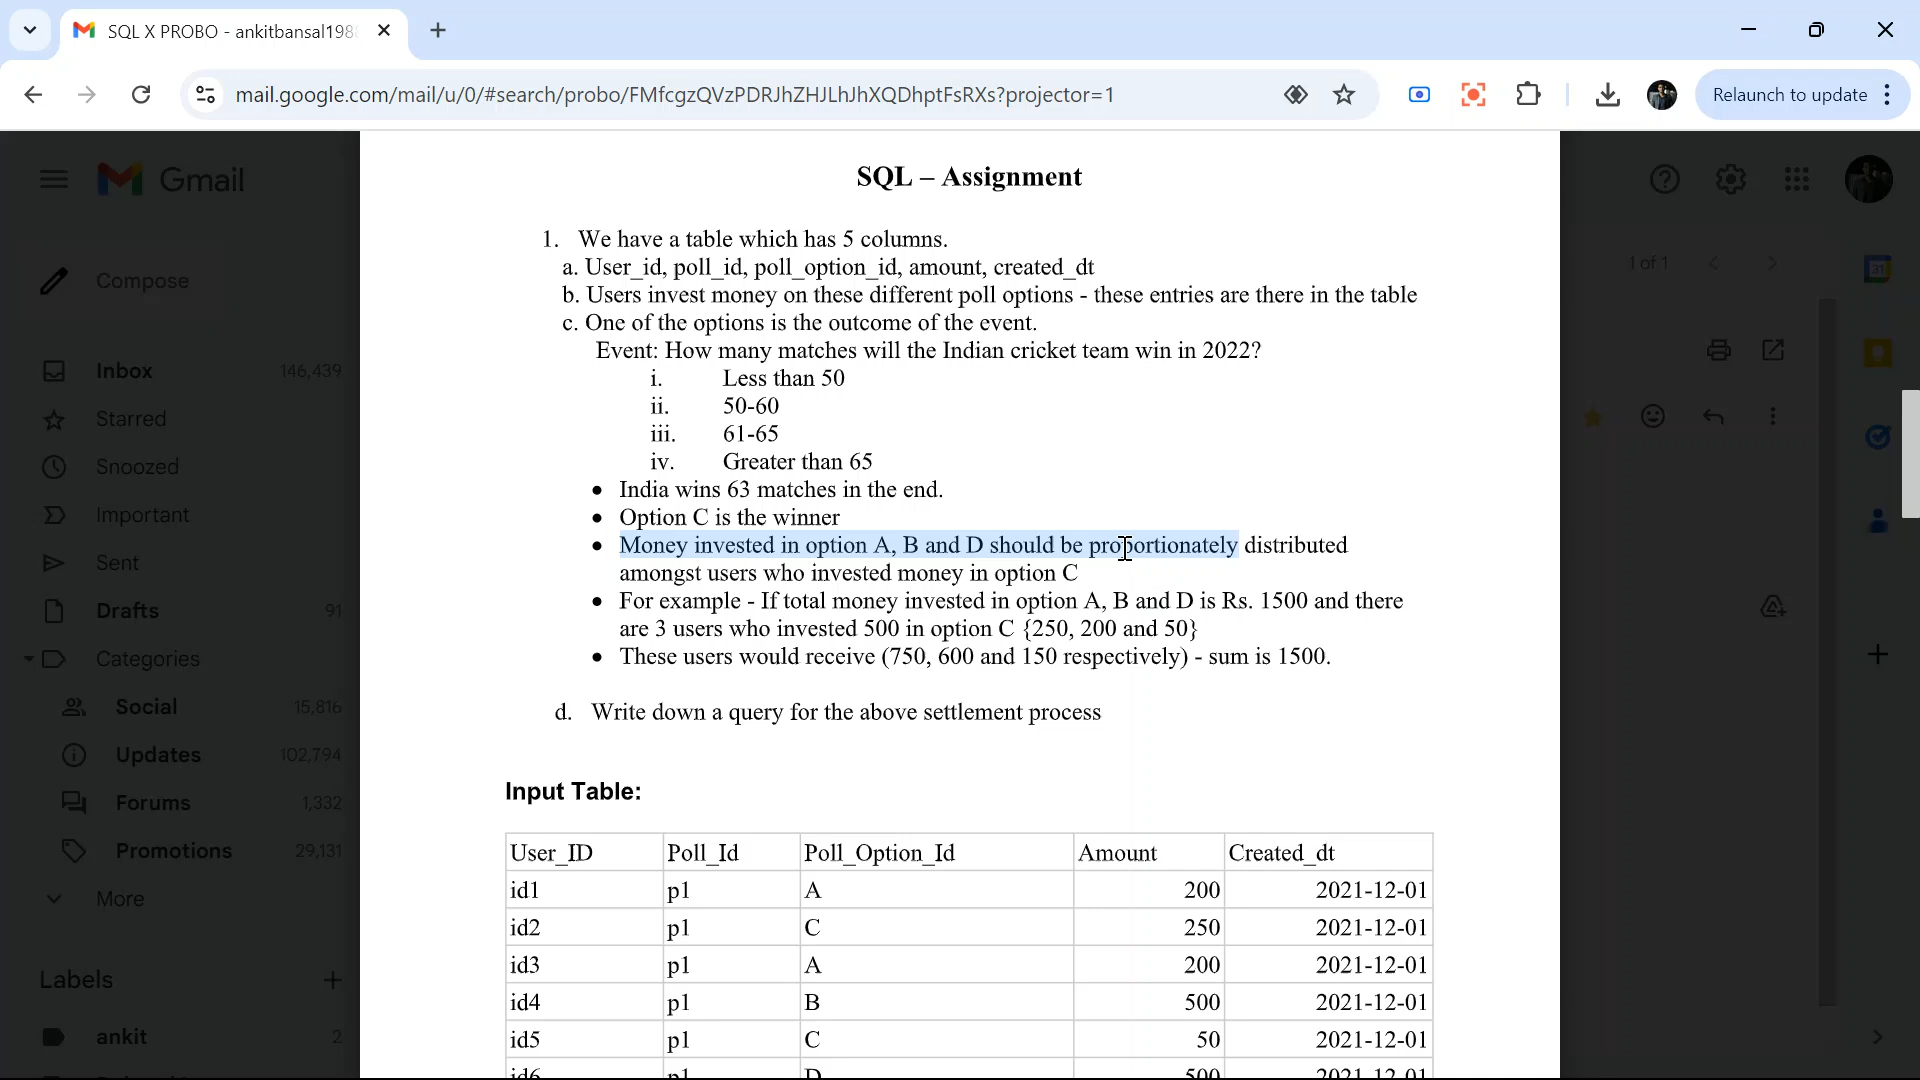 SQL X PROBO - ankitbansal198
mail.google.com/mail/u/0/#search/probo/FMfcgzQVzPDRJhZHJLhJhXQDhptFsRXs?projector=1
Relaunch to update
Gmail
Compose
Inbox 146,439
Starred
Snoozed
Important
Sent
Drafts 91
Categories
Social 15,816
Updates 102,794
Forums 1,332
Promotions 29,131
More
Labels
ankit 2
1 of 1
31
SQL – Assignment
1. We have a table which has 5 columns.
a. User_id, poll_id, poll_option_id, amount, created_dt
b. Users invest money on these different poll options - these entries are there in the table
c. One of the options is the outcome of the event.
Event: How many matches will the Indian cricket team win in 2022?
i. Less than 50
ii. 50-60
iii. 61-65
iv. Greater than 65
• India wins 63 matches in the end.
• Option C is the winner
• Money invested in option A, B and D should be proportionately distributed
amongst users who invested money in option C
• For example - If total money invested in option A, B and D is Rs. 1500 and there
are 3 users who invested 500 in option C {250, 200 and 50}
• These users would receive (750, 600 and 150 respectively) - sum is 1500.
d. Write down a query for the above settlement process
Input Table:
User_ID Poll_Id Poll_Option_Id Amount Created_dt
id1 p1 A 200 2021-12-01
id2 p1 C 250 2021-12-01
id3 p1 A 200 2021-12-01
id4 p1 B 500 2021-12-01
id5 p1 C 50 2021-12-01
id6 p1 D 500 2021-12-01